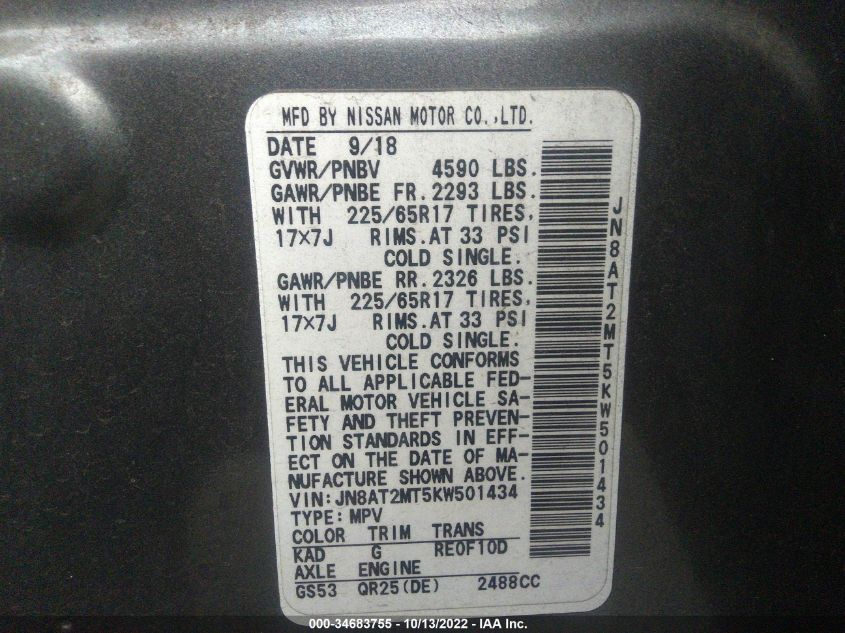 MFD BY NISSAN MOTOR CO.,LTD.
DATE 9/18
GVWR/PNBV 4590 LBS.
GAWR/PNBE FR. 2293 LBS.
WITH 225/65R17 TIRES,
17×7J RIMS.AT 33 PSI
COLD SINGLE.
GAWR/PNBE RR. 2326 LBS.
WITH 225/65R17 TIRES,
17×7J RIMS.AT 33 PSI
COLD SINGLE.
THIS VEHICLE CONFORMS
TO ALL APPLICABLE FED-
ERAL MOTOR VEHICLE SA-
FETY AND THEFT PREVEN-
TION STANDARDS IN EFF-
ECT ON THE DATE OF MA-
NUFACTURE SHOWN ABOVE.
VIN:JN8AT2MT5KW501434
TYPE:MPV
COLOR TRIM TRANS
KAD G RE0F10D
AXLE ENGINE
GS53 QR25(DE) 2488CC
JN8AT2MT5KW501434
000-34683755 - 10/13/2022 - IAA Inc.